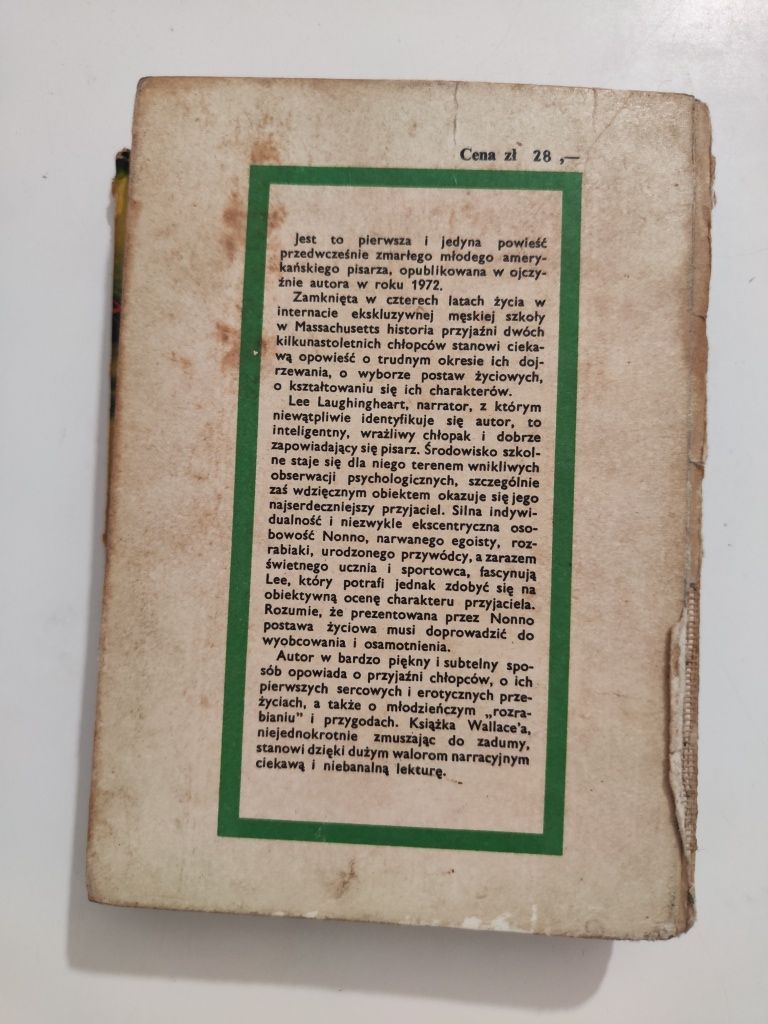 Cena zł 28 ,—
Jest to pierwsza i jedyna powieść
przedwcześnie zmarłego młodego amery-
kańskiego pisarza, opublikowana w ojczy-
źnie autora w roku 1972.
Zamknięta w czterech latach życia w
internacie ekskluzywnej męskiej szkoły
w Massachusetts historia przyjaźni dwóch
kilkunastoletnich chłopców stanowi cieka-
wą opowieść o trudnym okresie ich doj-
rzewania, o wyborze postaw życiowych,
o kształtowaniu się ich charakterów.
Lee Laughingheart, narrator, z którym
niewątpliwie identyfikuje się autor, to
inteligentny, wrażliwy chłopak i dobrze
zapowiadający się pisarz. Środowisko szkol-
ne staje się dla niego terenem wnikliwych
obserwacji psychologicznych, szczególnie
zaś wdzięcznym obiektem okazuje się jego
najserdeczniejszy przyjaciel. Silna indywi-
dualność i niezwykle ekscentryczna oso-
bowość Nonno, narwanego egoisty, roz-
rabiaki, urodzonego przywódcy, a zarazem
świetnego ucznia i sportowca, fascynują
Lee, który potrafi jednak zdobyć się na
obiektywną ocenę charakteru przyjaciela.
Rozumie, że prezentowana przez Nonno
postawa życiowa musi doprowadzić do
wyobcowania i osamotnienia.
Autor w bardzo piękny i subtelny spo-
sób opowiada o przyjaźni chłopców, o ich
pierwszych sercowych i erotycznych prze-
życiach, a także o młodzieńczym „rozra-
bianiu” i przygodach. Książka Wallace'a,
niejednokrotnie zmuszając do zadumy,
stanowi dzięki dużym walorom narracyjnym
ciekawą i niebanalną lekturę.